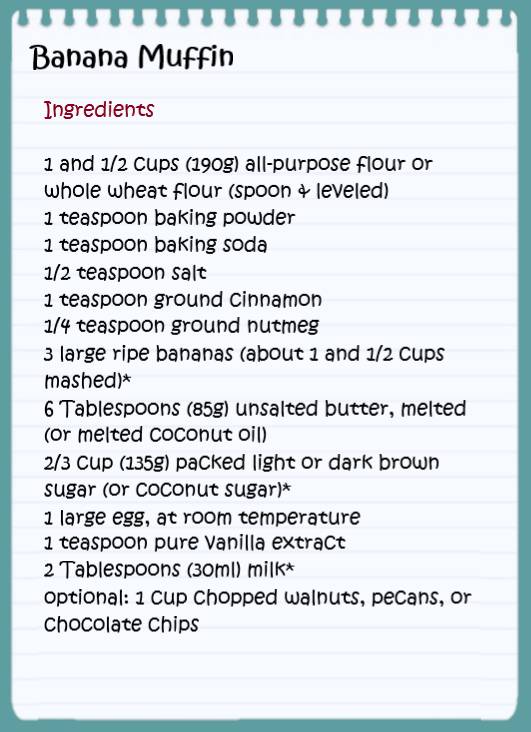 Banana Muffin
Ingredients
1 and 1/2 cups (190g) all-purpose flour or
whole wheat flour (spoon & leveled)
1 teaspoon baking powder
1 teaspoon baking soda
1/2 teaspoon salt
1 teaspoon ground cinnamon
1/4 teaspoon ground nutmeg
3 large ripe bananas (about 1 and 1/2 cups
mashed)*
6 Tablespoons (85g) unsalted butter, melted
(or melted coconut oil)
2/3 cup (135g) packed light or dark brown
sugar (or coconut sugar)*
1 large egg, at room temperature
1 teaspoon pure vanilla extract
2 Tablespoons (30ml) milk*
optional: 1 cup chopped walnuts, pecans, or
chocolate chips